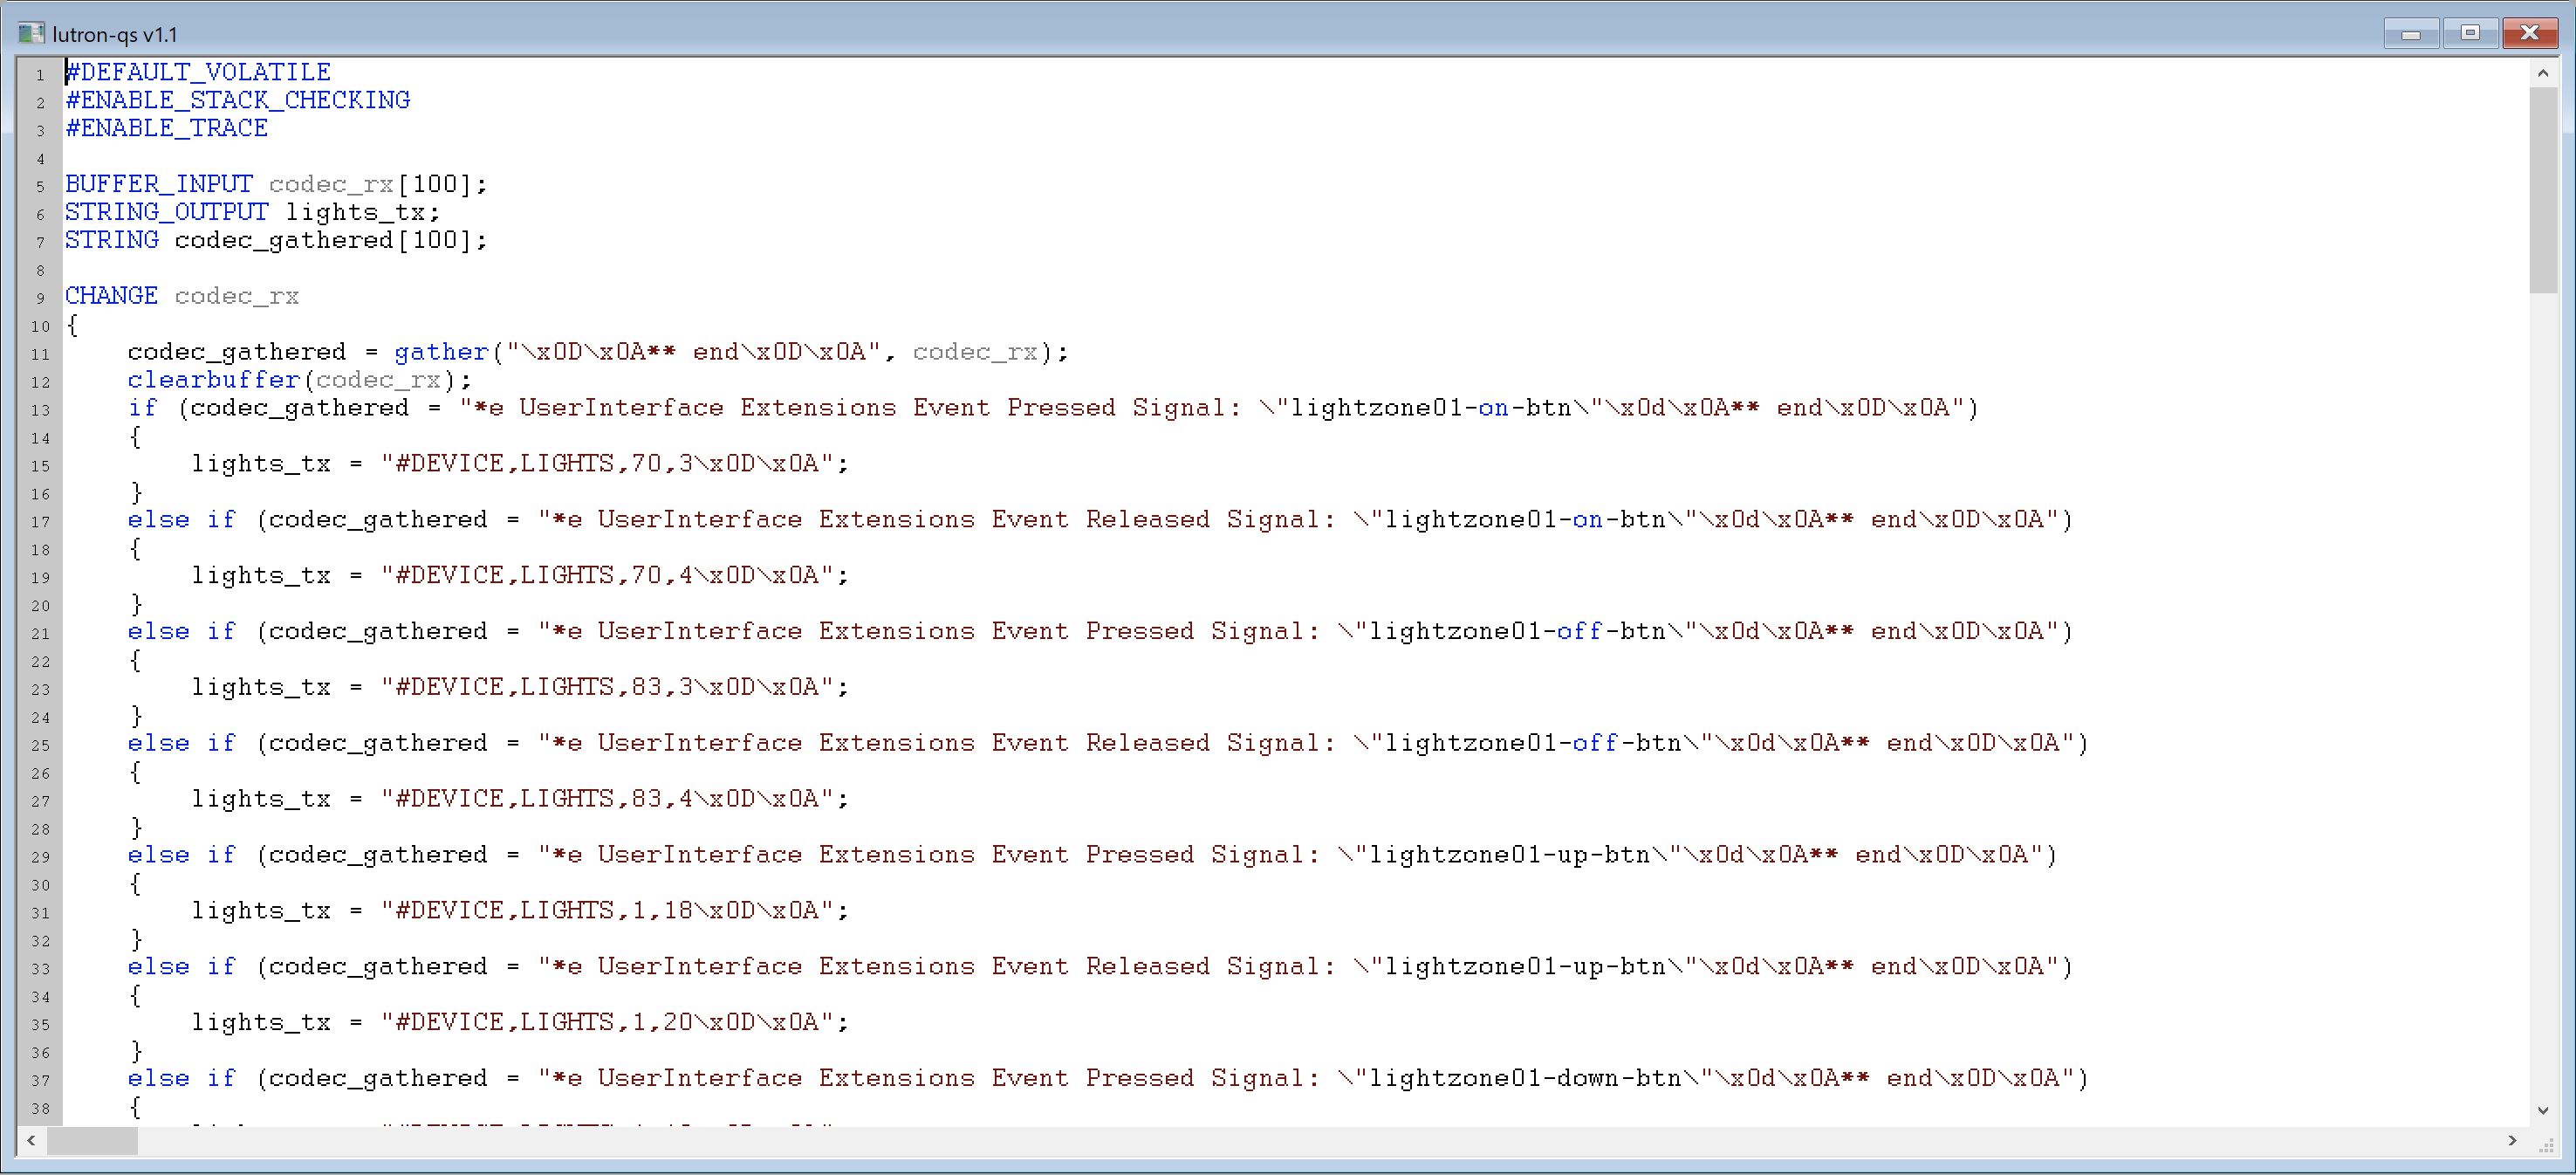 lutron-qs v1.1
1 #DEFAULT_VOLATILE
2 #ENABLE_STACK_CHECKING
3 #ENABLE_TRACE
4
5 BUFFER_INPUT codec_rx[100];
6 STRING_OUTPUT lights_tx;
7 STRING codec_gathered[100];
8
9 CHANGE codec_rx
10 {
11     codec_gathered = gather("\x0D\x0A** end\x0D\x0A", codec_rx);
12     clearbuffer(codec_rx);
13     if (codec_gathered = "*e UserInterface Extensions Event Pressed Signal: \"lightzone01-on-btn\"\x0d\x0A** end\x0D\x0A")
14     {
15         lights_tx = "#DEVICE,LIGHTS,70,3\x0D\x0A";
16     }
17     else if (codec_gathered = "*e UserInterface Extensions Event Released Signal: \"lightzone01-on-btn\"\x0d\x0A** end\x0D\x0A")
18     {
19         lights_tx = "#DEVICE,LIGHTS,70,4\x0D\x0A";
20     }
21     else if (codec_gathered = "*e UserInterface Extensions Event Pressed Signal: \"lightzone01-off-btn\"\x0d\x0A** end\x0D\x0A")
22     {
23         lights_tx = "#DEVICE,LIGHTS,83,3\x0D\x0A";
24     }
25     else if (codec_gathered = "*e UserInterface Extensions Event Released Signal: \"lightzone01-off-btn\"\x0d\x0A** end\x0D\x0A")
26     {
27         lights_tx = "#DEVICE,LIGHTS,83,4\x0D\x0A";
28     }
29     else if (codec_gathered = "*e UserInterface Extensions Event Pressed Signal: \"lightzone01-up-btn\"\x0d\x0A** end\x0D\x0A")
30     {
31         lights_tx = "#DEVICE,LIGHTS,1,18\x0D\x0A";
32     }
33     else if (codec_gathered = "*e UserInterface Extensions Event Released Signal: \"lightzone01-up-btn\"\x0d\x0A** end\x0D\x0A")
34     {
35         lights_tx = "#DEVICE,LIGHTS,1,20\x0D\x0A";
36     }
37     else if (codec_gathered = "*e UserInterface Extensions Event Pressed Signal: \"lightzone01-down-btn\"\x0d\x0A** end\x0D\x0A")
38     {